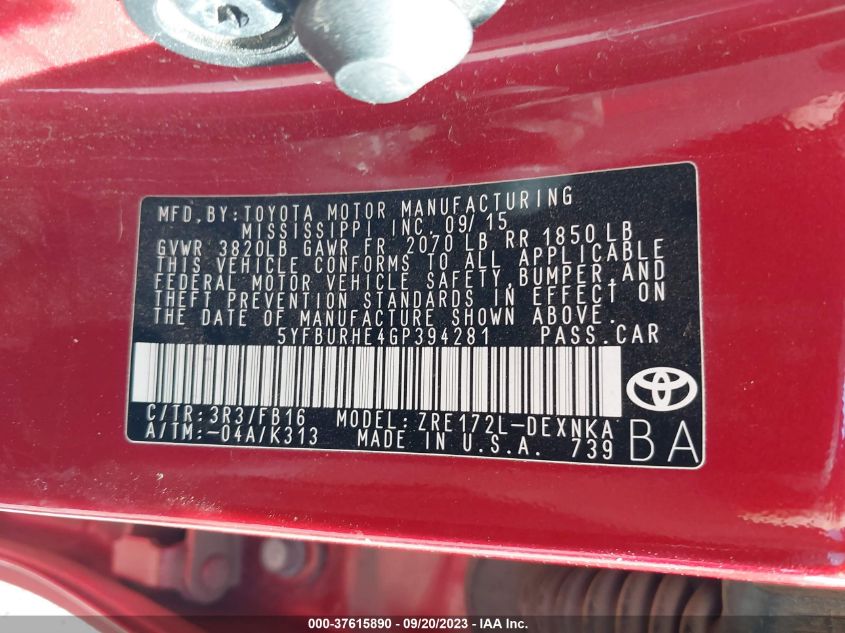 MFD. BY: TOYOTA MOTOR MANUFACTURING
MISSISSIPPI INC. 09/15
GVWR 3820LB GAWR FR 2070 LB RR 1850 LB
THIS VEHICLE CONFORMS TO ALL APPLICABLE
FEDERAL MOTOR VEHICLE SAFETY, BUMPER, AND
THEFT PREVENTION STANDARDS IN EFFECT ON
THE DATE OF MANUFACTURE SHOWN ABOVE.
5YFBURHE4GP394281 PASS. CAR
C/TR: 3R3/FB16 MODEL: ZRE172L-DEXNKA
A/TM: -04A/K313 MADE IN U.S.A. 739
BA
000-37615890 - 09/20/2023 - IAA Inc.